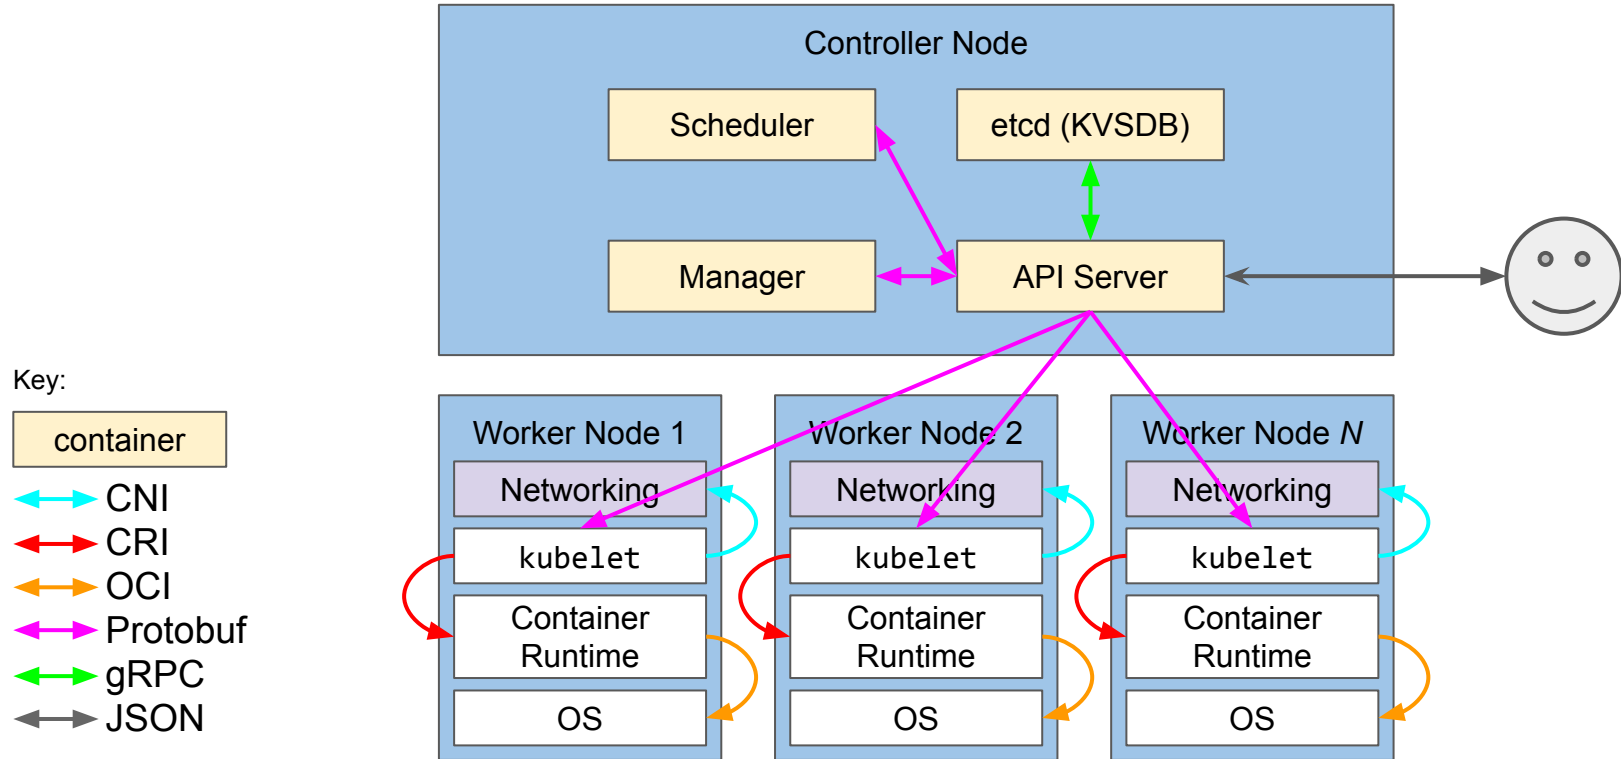 Controller Node
Scheduler
etcd (KVSDB)
Manager
API Server
Key:
container
CNI
CRI
OCI
Protobuf
gRPC
JSON
Worker Node 1
Networking
kubelet
Container
Runtime
OS
Worker Node 2
Networking
kubelet
Container
Runtime
OS
Worker Node N
Networking
kubelet
Container
Runtime
OS